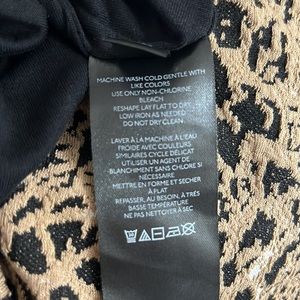 MACHINE WASH COLD GENTLE WITH
LIKE COLORS
USE ONLY NON-CHLORINE
BLEACH
RESHAPE LAY FLAT TO DRY
LOW IRON AS NEEDED
DO NOT DRY CLEAN
LAVER À LA MACHINE À L'EAU
FROIDE AVEC COULEURS
SIMILAIRES CYCLE DÉLICAT
UTILISER UN AGENT DE
BLANCHIMENT SANS CHLORE SI
NÉCESSAIRE
METTRE EN FORME ET SÉCHER
À PLAT
REPASSER, AU BESOIN, À TRÈS
BASSE TEMPÉRATURE
NE PAS NETTOYER À SEC